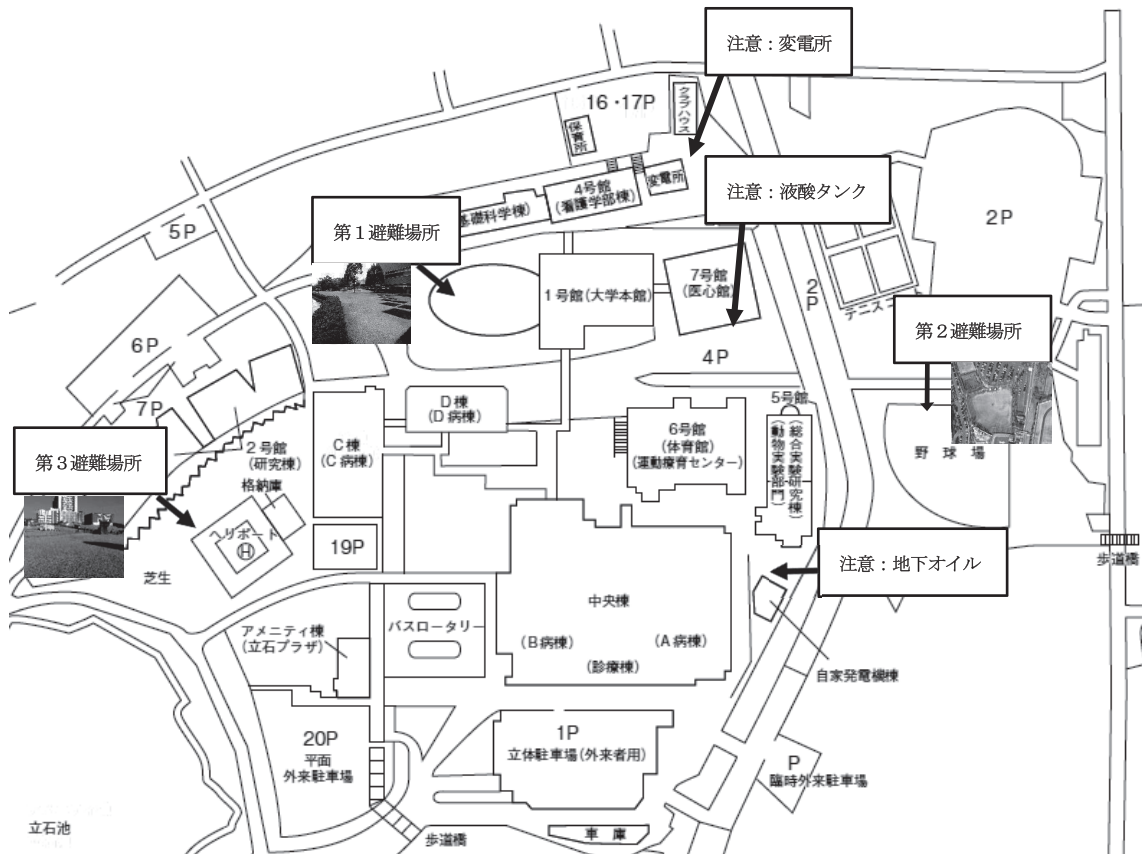 注意：変電所
16・17P
クラブハウス
保育所
注意：液酸タンク
4号館
(看護学部棟)
変電所
基礎科学棟)
第１避難場所
5P
2P
7号館
(医心館)
1号館(大学本館)
2P
テニスコ
第２避難場所
6P
4P
7P
D棟
(D病棟)
5号館
(総合実験研究棟)
(動物実験部門)
6号館
(体育館)
(運動療育センター)
C棟
(C病棟)
2号館
(研究棟)
第３避難場所
格納庫
野球場
ヘリポート
H
19P
芝生
注意：地下オイル
歩道橋
中央棟
バスロータリー
アメニティ棟
(立石プラザ)
(B病棟)
(A病棟)
(診療棟)
自家発電機棟
20P
平面
外来駐車場
1P
立体駐車場(外来者用)
P
臨時外来駐車場
立石池
歩道橋
車庫